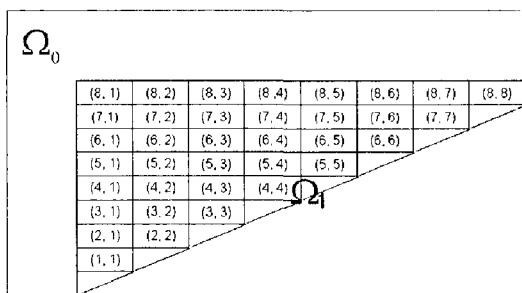 Ω₀
(8, 1) (8, 2) (8, 3) (8, 4) (8, 5) (8, 6) (8, 7) (8, 8)
(7, 1) (7, 2) (7, 3) (7, 4) (7, 5) (7, 6) (7, 7)
(6, 1) (6, 2) (6, 3) (6, 4) (6, 5) (6, 6)
(5, 1) (5, 2) (5, 3) (5, 4) (5, 5)
(4, 1) (4, 2) (4, 3) (4, 4) Ω₁
(3, 1) (3, 2) (3, 3)
(2, 1) (2, 2)
(1, 1)